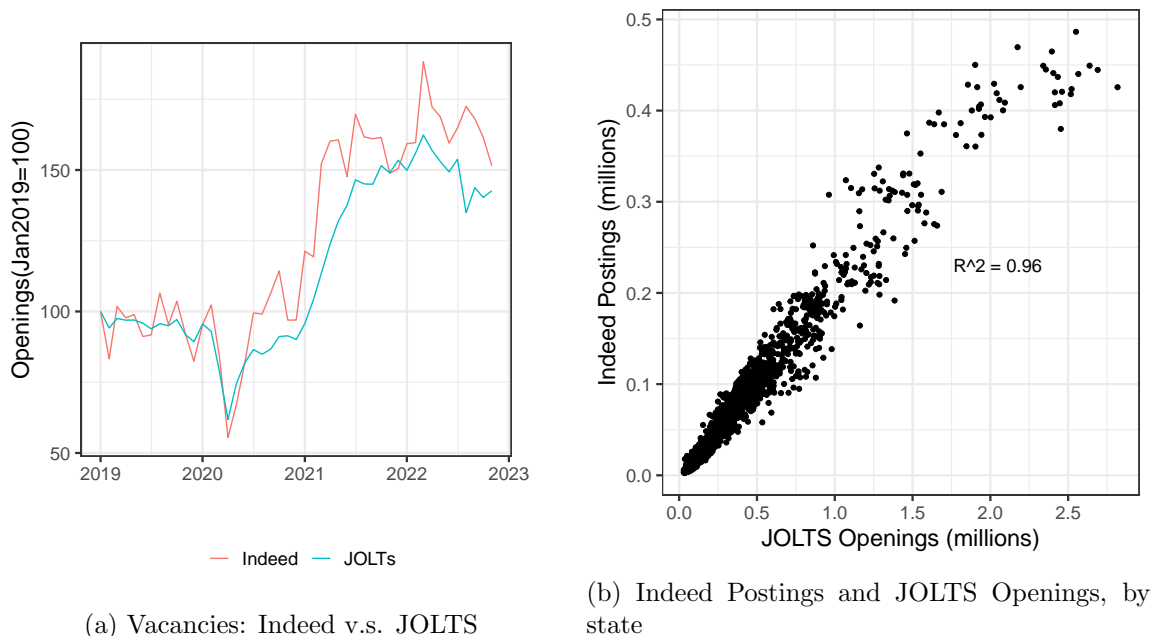 Openings(Jan2019=100)
150
100
50
2019 2020 2021 2022 2023
Indeed JOLTs
(a) Vacancies: Indeed v.s. JOLTS
Indeed Postings (millions)
0.5
0.4
0.3
0.2
0.1
0.0
R^2 = 0.96
0.0 0.5 1.0 1.5 2.0 2.5
JOLTS Openings (millions)
(b) Indeed Postings and JOLTS Openings, by
state